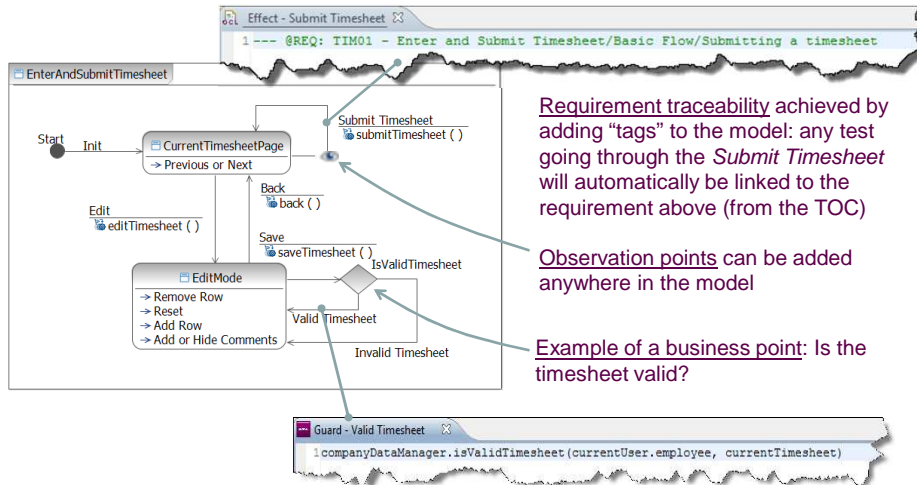 Effect - Submit Timesheet
1 --- @REQ: TIM01 - Enter and Submit Timesheet/Basic Flow/Submitting a timesheet
EnterAndSubmitTimesheet
Start
Init
CurrentTimesheetPage
Previous or Next
Submit Timesheet
submitTimesheet ( )
Back
back ( )
Edit
editTimesheet ( )
Save
saveTimesheet ( )
IsValidTimesheet
EditMode
Remove Row
Reset
Add Row
Add or Hide Comments
Valid Timesheet
Invalid Timesheet
Requirement traceability achieved by
adding “tags” to the model: any test
going through the Submit Timesheet
will automatically be linked to the
requirement above (from the TOC)
Observation points can be added
anywhere in the model
Example of a business point: Is the
timesheet valid?
Guard - Valid Timesheet
1 companyDataManager.isValidTimesheet(currentUser.employee, currentTimesheet)